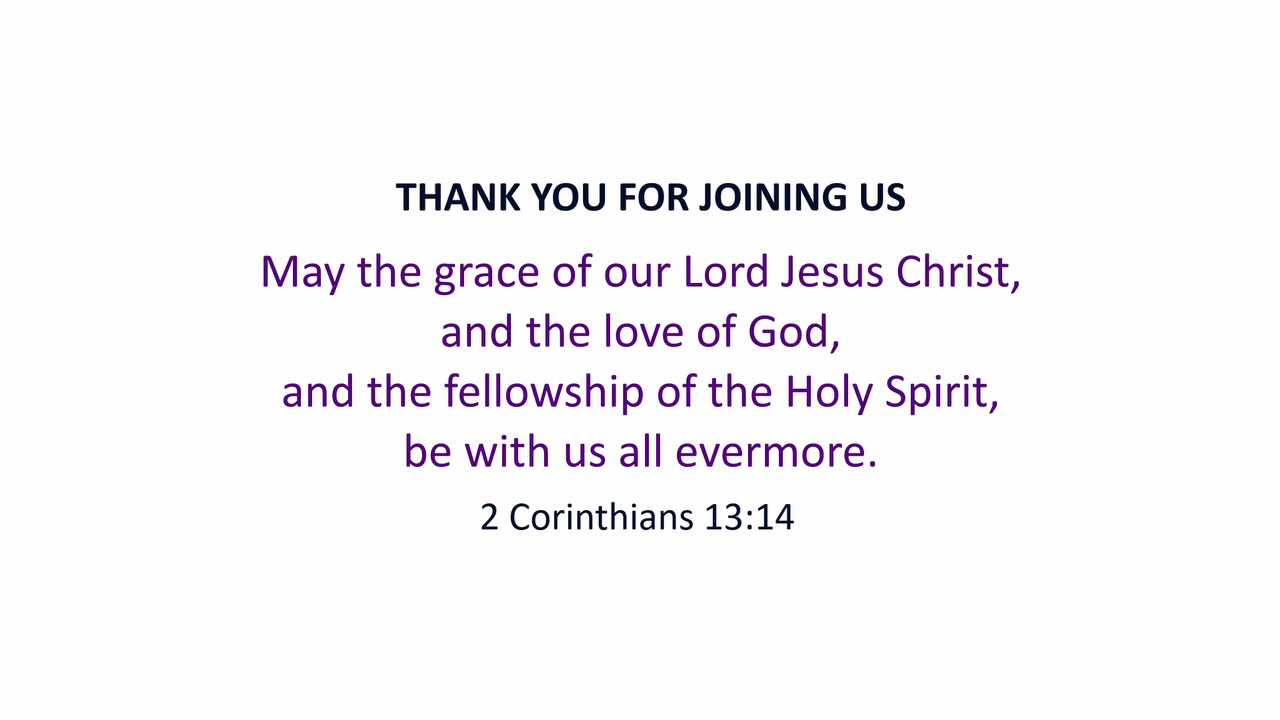 THANK YOU FOR JOINING US
May the grace of our Lord Jesus Christ,
and the love of God,
and the fellowship of the Holy Spirit,
be with us all evermore.
2 Corinthians 13:14